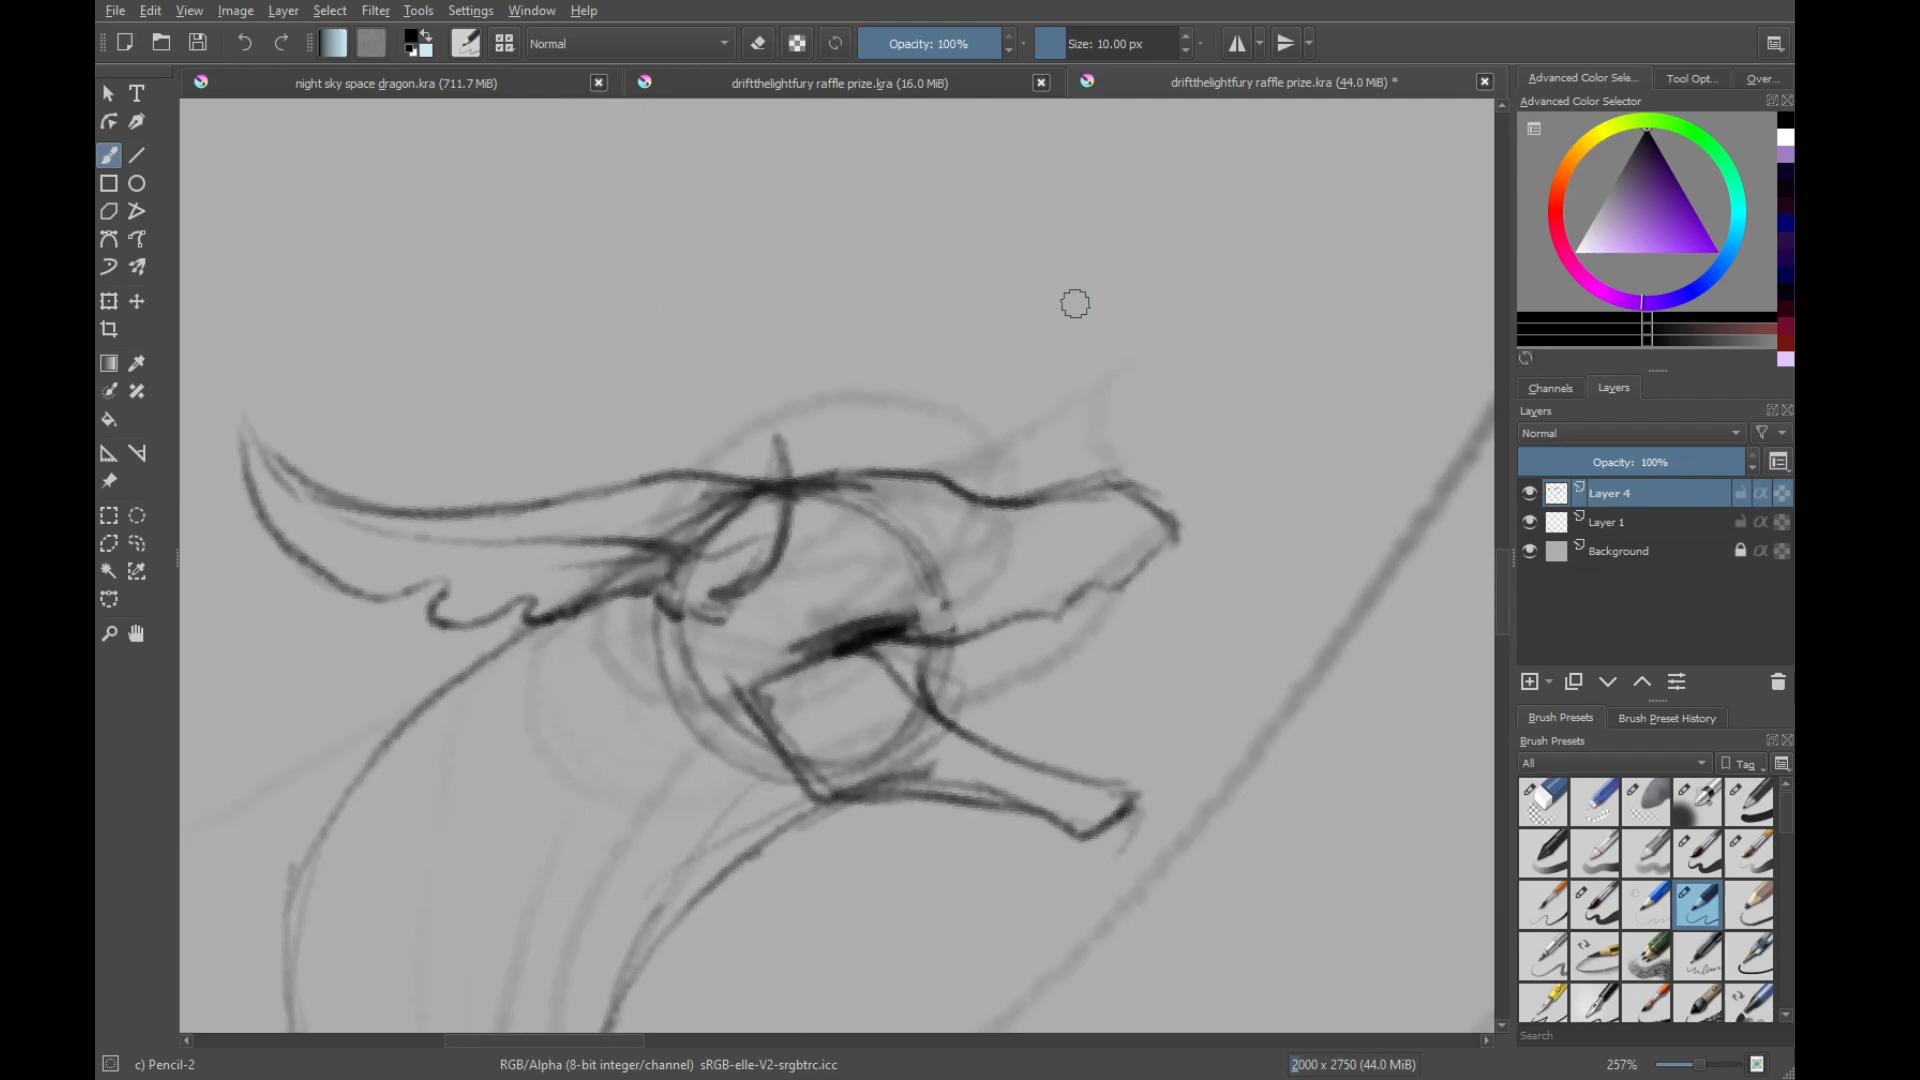 File Edit View Image Layer Select Filter Tools Settings Window Help
Normal Opacity: 100% Size: 10.00 px
night sky space dragon.kra (711.7 MiB) driftthelightfury raffle prize.kra (16.0 MiB) driftthelightfury raffle prize.kra (44.0 MiB) *
Advanced Color Sele... Tool Opt... Over...
Advanced Color Selector
Channels Layers
Layers
Normal
Opacity: 100%
Layer 4
Layer 1
Background
Brush Presets Brush Preset History
Brush Presets
All Tag
Search
c) Pencil-2 RGB/Alpha (8-bit integer/channel) sRGB-elle-V2-srgbtrc.icc 2000 x 2750 (44.0 MiB) 257%